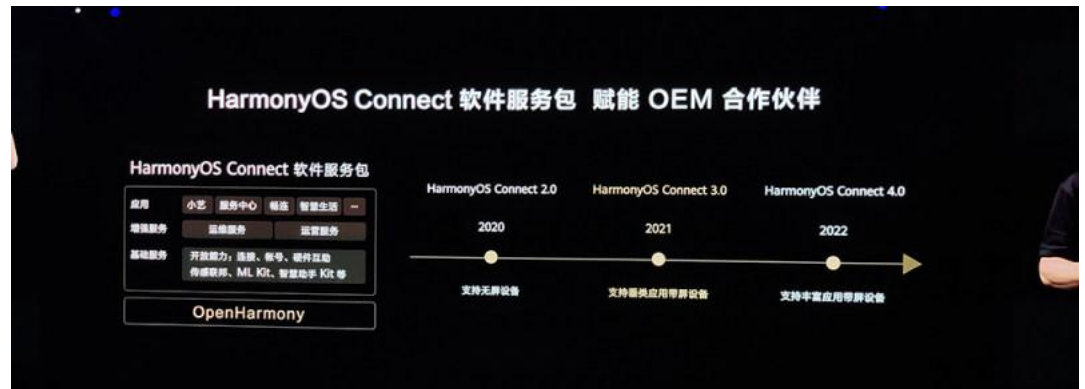 HarmonyOS Connect 软件服务包 赋能 OEM 合作伙伴
HarmonyOS Connect 软件服务包
应用 小艺 服务中心 畅连 智慧生活 ···
增强服务 运维服务 运营服务
基础服务 开放能力：连接、帐号、硬件互助
传感联邦、ML Kit、智慧助手 Kit 等
OpenHarmony
HarmonyOS Connect 2.0 HarmonyOS Connect 3.0 HarmonyOS Connect 4.0
2020 2021 2022
支持无屏设备 支持器类应用带屏设备 支持丰富应用带屏设备